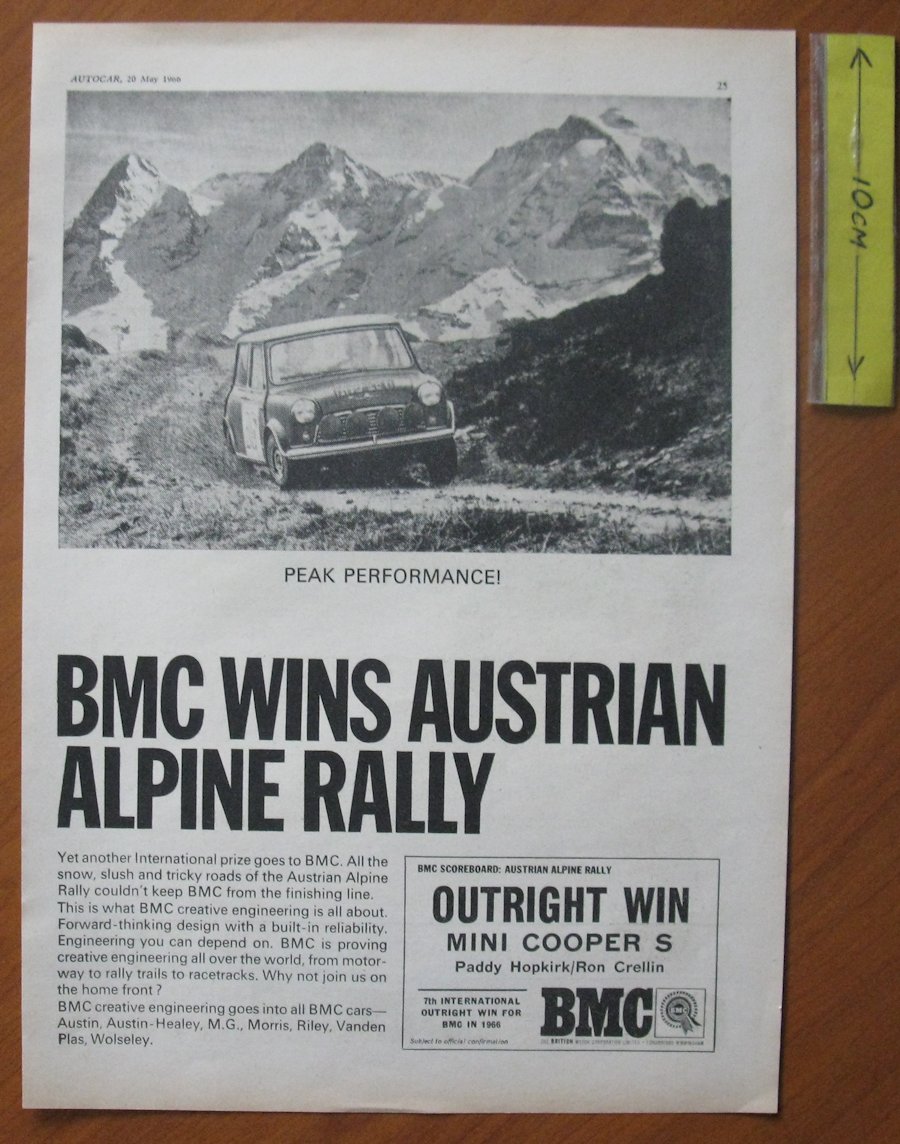 AUTOCAR, 20 May 1966
25
10CM
PEAK PERFORMANCE!
BMC WINS AUSTRIAN
ALPINE RALLY
Yet another International prize goes to BMC. All the
snow, slush and tricky roads of the Austrian Alpine
Rally couldn't keep BMC from the finishing line.
This is what BMC creative engineering is all about.
Forward-thinking design with a built-in reliability.
Engineering you can depend on. BMC is proving
creative engineering all over the world, from motor-
way to rally trails to racetracks. Why not join us on
the home front?
BMC creative engineering goes into all BMC cars—
Austin, Austin-Healey, M.G., Morris, Riley, Vanden
Plas, Wolseley.
BMC SCOREBOARD: AUSTRIAN ALPINE RALLY
OUTRIGHT WIN
MINI COOPER S
Paddy Hopkirk/Ron Crellin
7th INTERNATIONAL
OUTRIGHT WIN FOR
BMC IN 1966
Subject to official confirmation
BMC
THE BRITISH MOTOR CORPORATION LIMITED